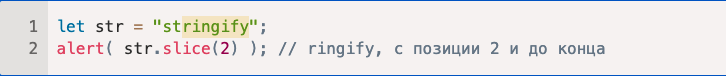 1 let str = "stringify";
2 alert( str.slice(2) ); // ringify, с позиции 2 и до конца